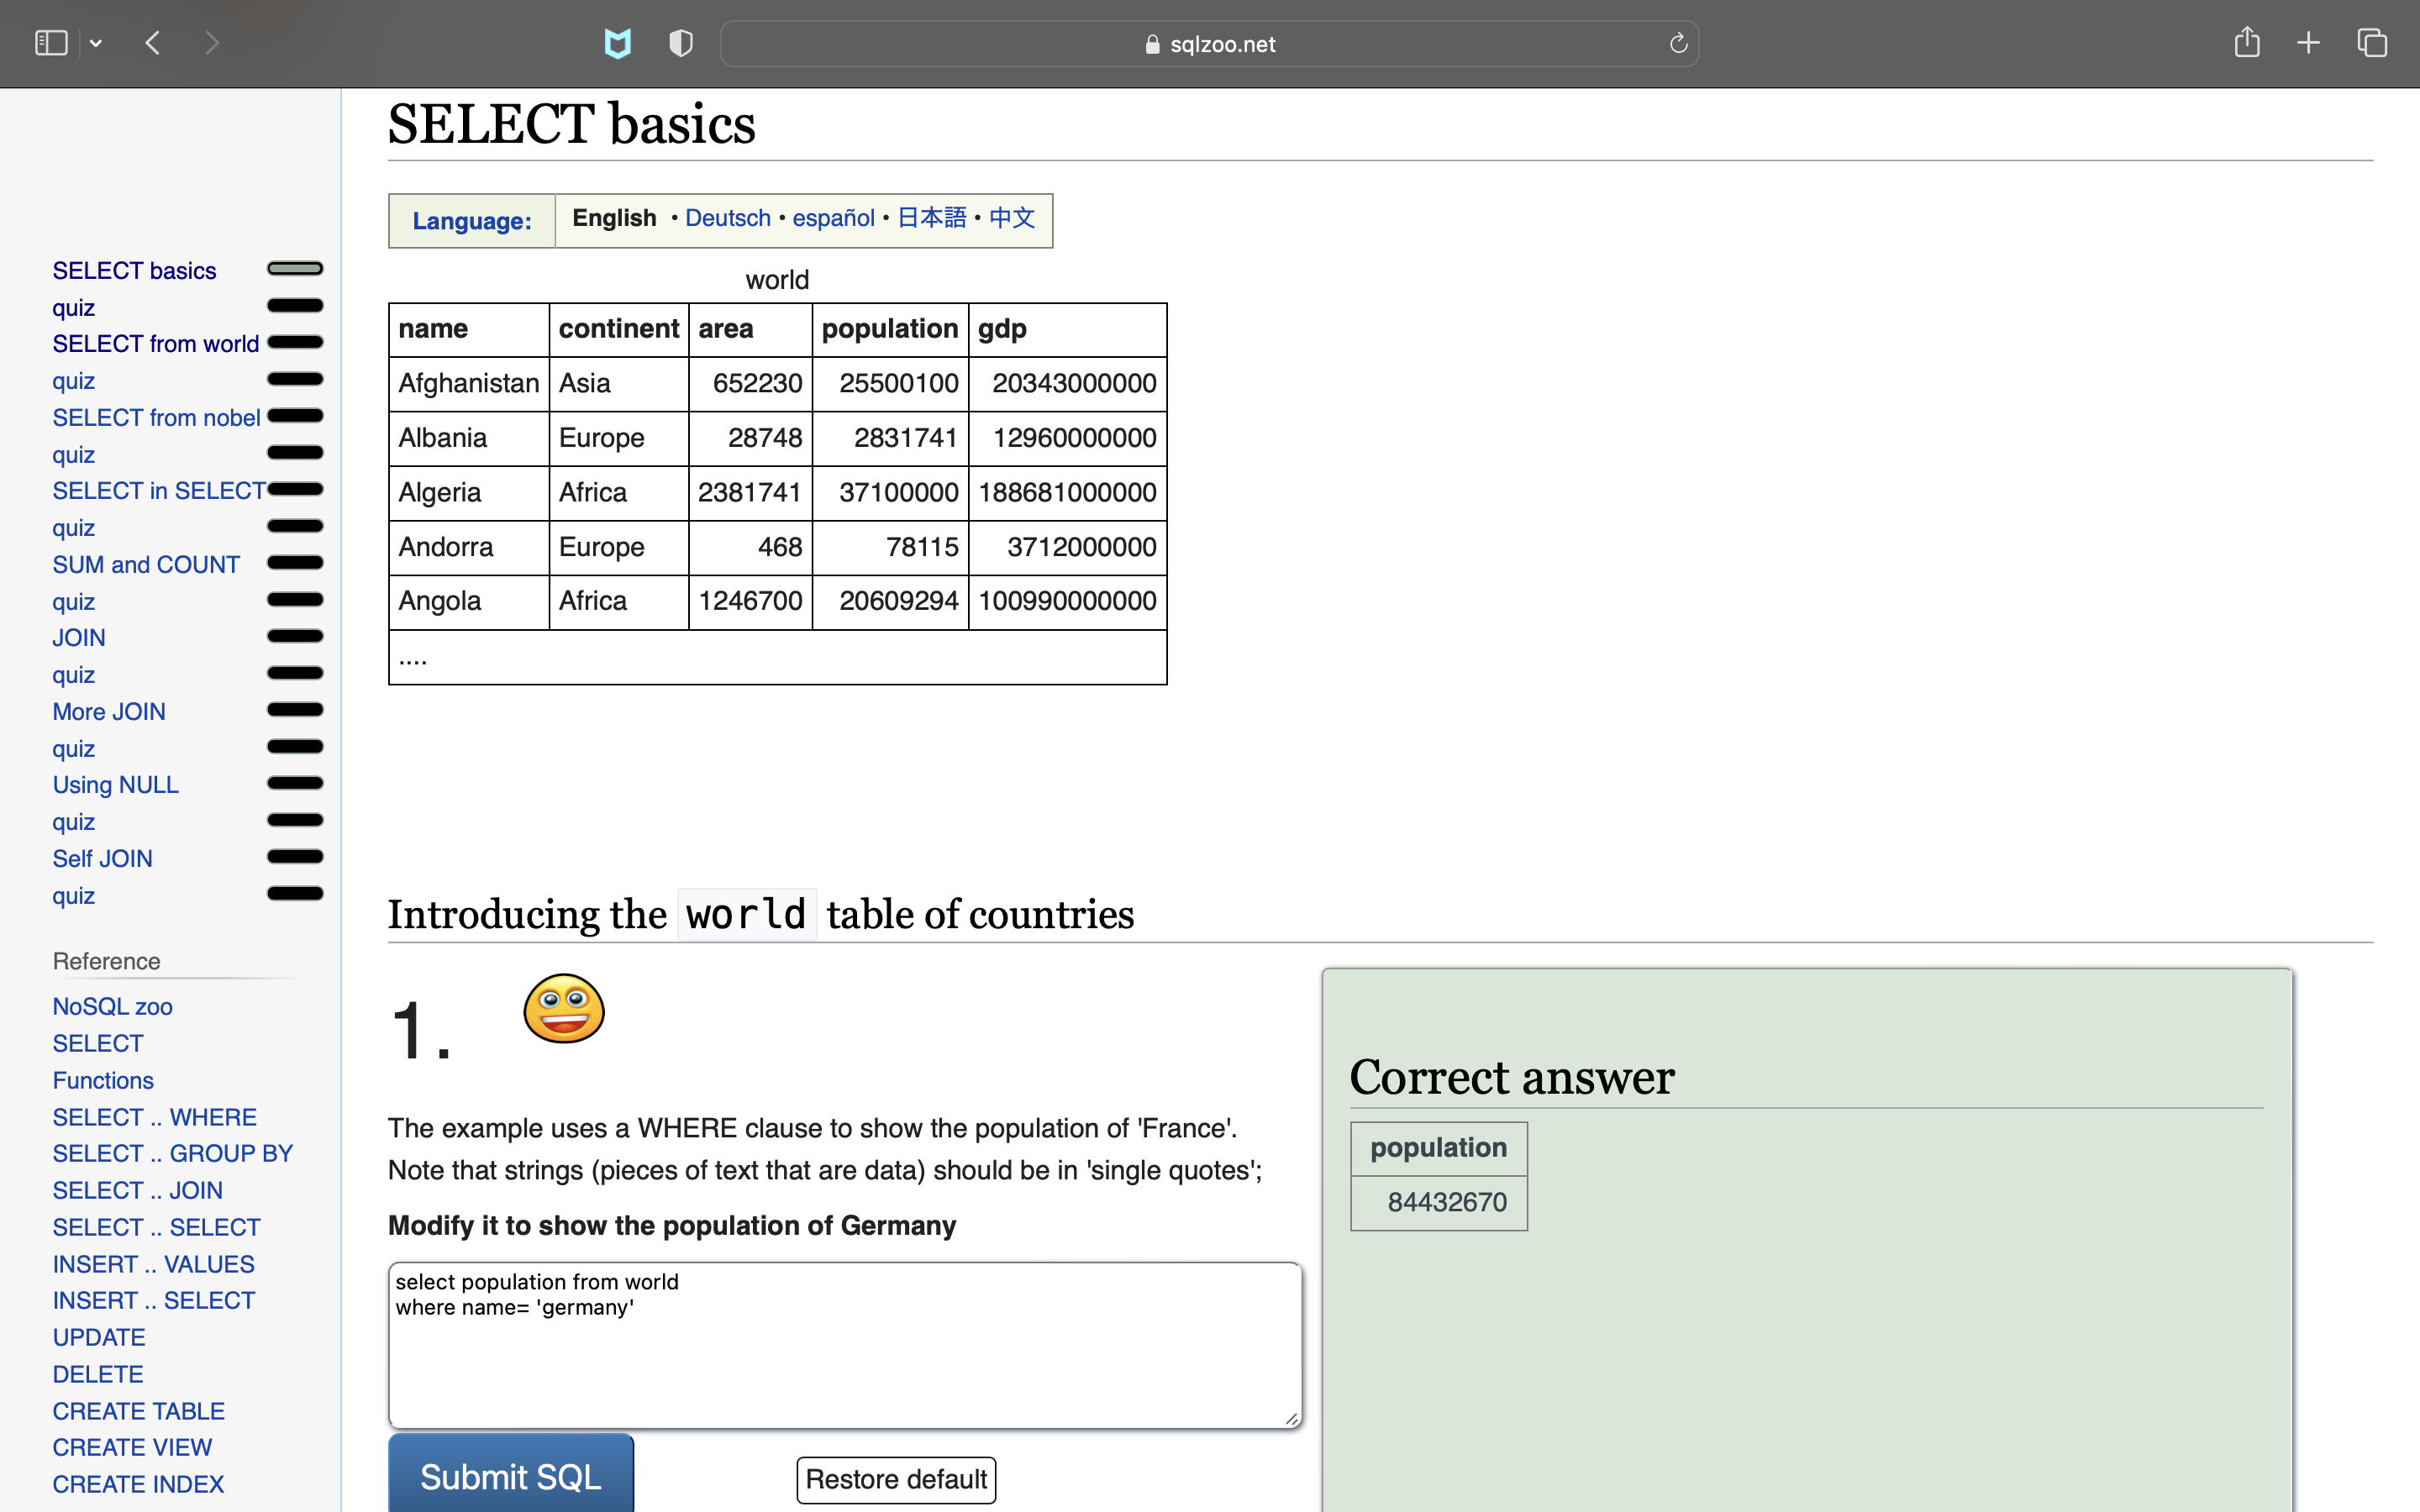 sqlzoo.net
SELECT basics
Language: English • Deutsch • español • 日本語 • 中文
SELECT basics
quiz
SELECT from world
quiz
SELECT from nobel
quiz
SELECT in SELECT
quiz
SUM and COUNT
quiz
JOIN
quiz
More JOIN
quiz
Using NULL
quiz
Self JOIN
quiz
Reference
NoSQL zoo
SELECT
Functions
SELECT .. WHERE
SELECT .. GROUP BY
SELECT .. JOIN
SELECT .. SELECT
INSERT .. VALUES
INSERT .. SELECT
UPDATE
DELETE
CREATE TABLE
CREATE VIEW
CREATE INDEX
world
name continent area population gdp
Afghanistan Asia 652230 25500100 20343000000
Albania Europe 28748 2831741 12960000000
Algeria Africa 2381741 37100000 188681000000
Andorra Europe 468 78115 3712000000
Angola Africa 1246700 20609294 100990000000
....
Introducing the world table of countries
1.
The example uses a WHERE clause to show the population of 'France'.
Note that strings (pieces of text that are data) should be in 'single quotes';
Modify it to show the population of Germany
select population from world
where name= 'germany'
Submit SQL
Restore default
Correct answer
population
84432670